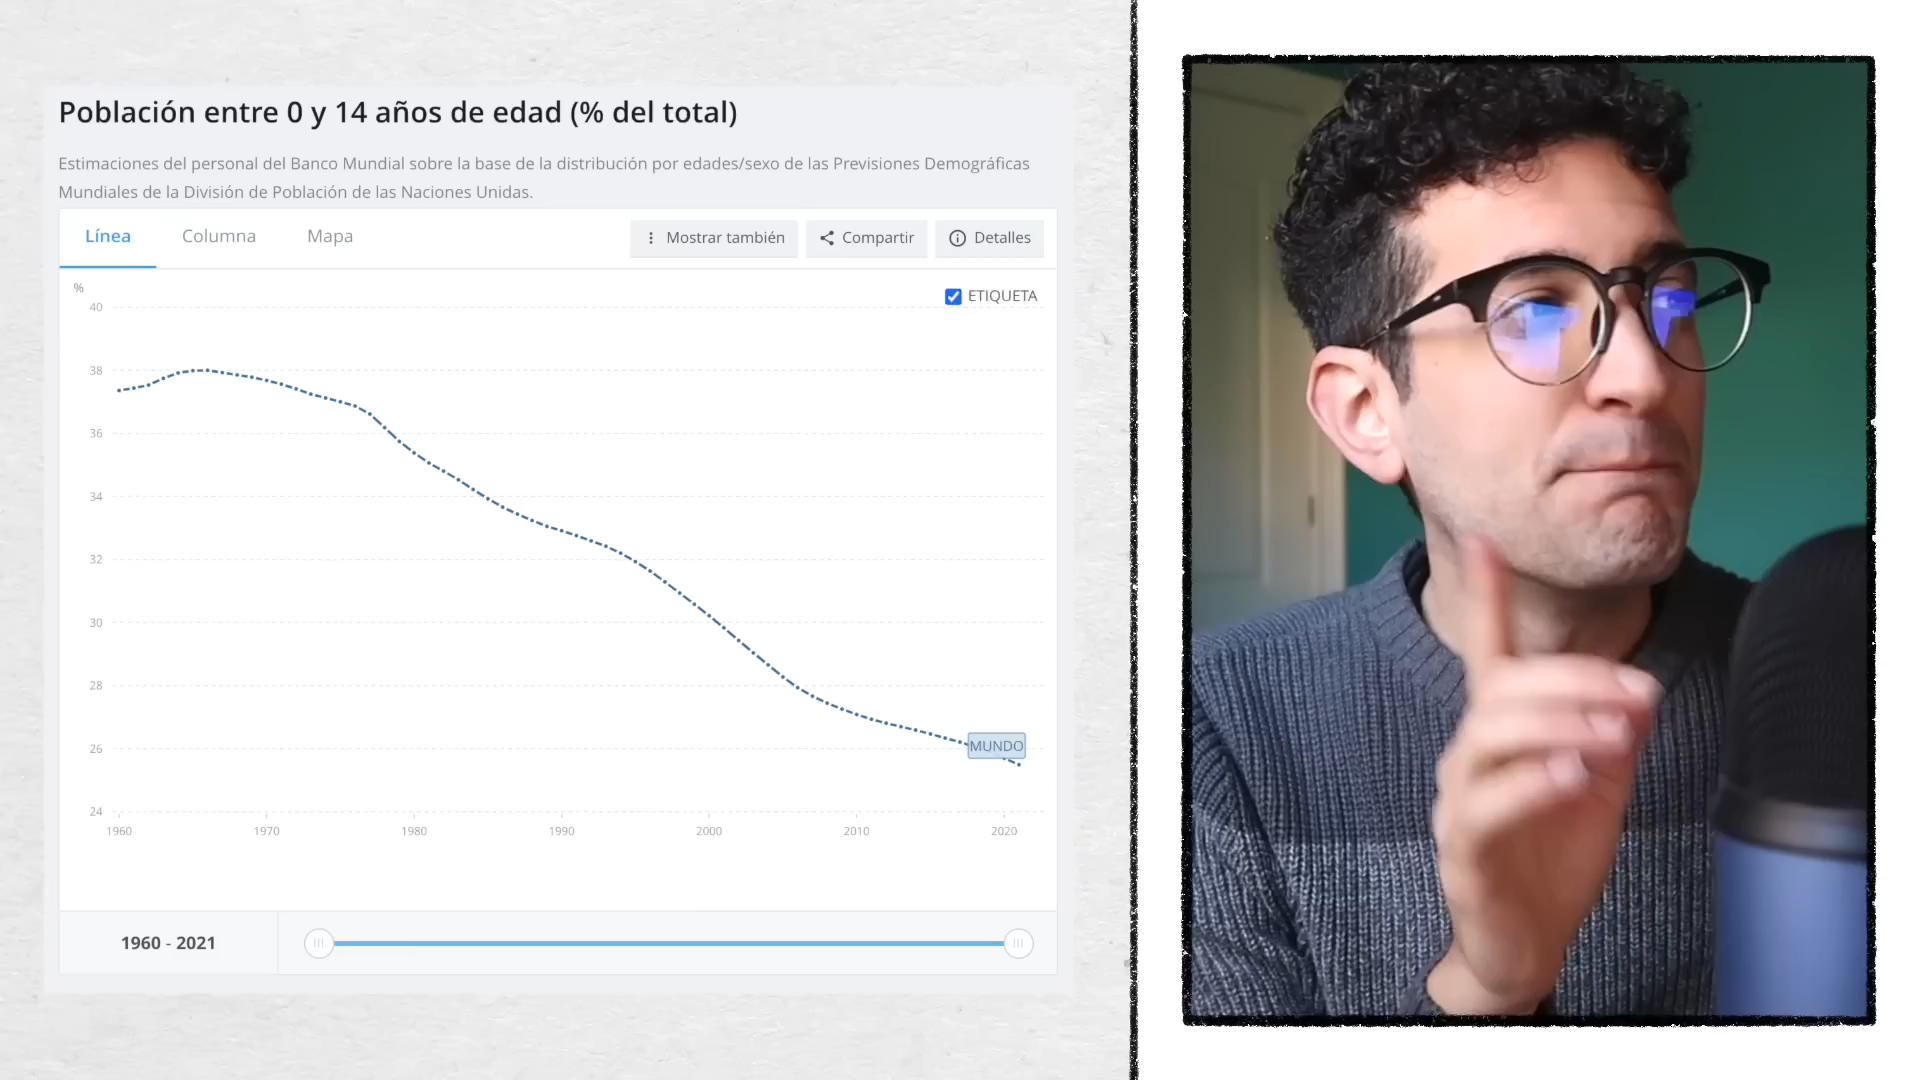 Población entre 0 y 14 años de edad (% del total)
Estimaciones del personal del Banco Mundial sobre la base de la distribución por edades/sexo de las Previsiones Demográficas
Mundiales de la División de Población de las Naciones Unidas.
Línea Columna Mapa Mostrar también Compartir Detalles
%
ETIQUETA
40
38
36
34
32
30
28
26
24
MUNDO
1960 1970 1980 1990 2000 2010 2020
1960 - 2021